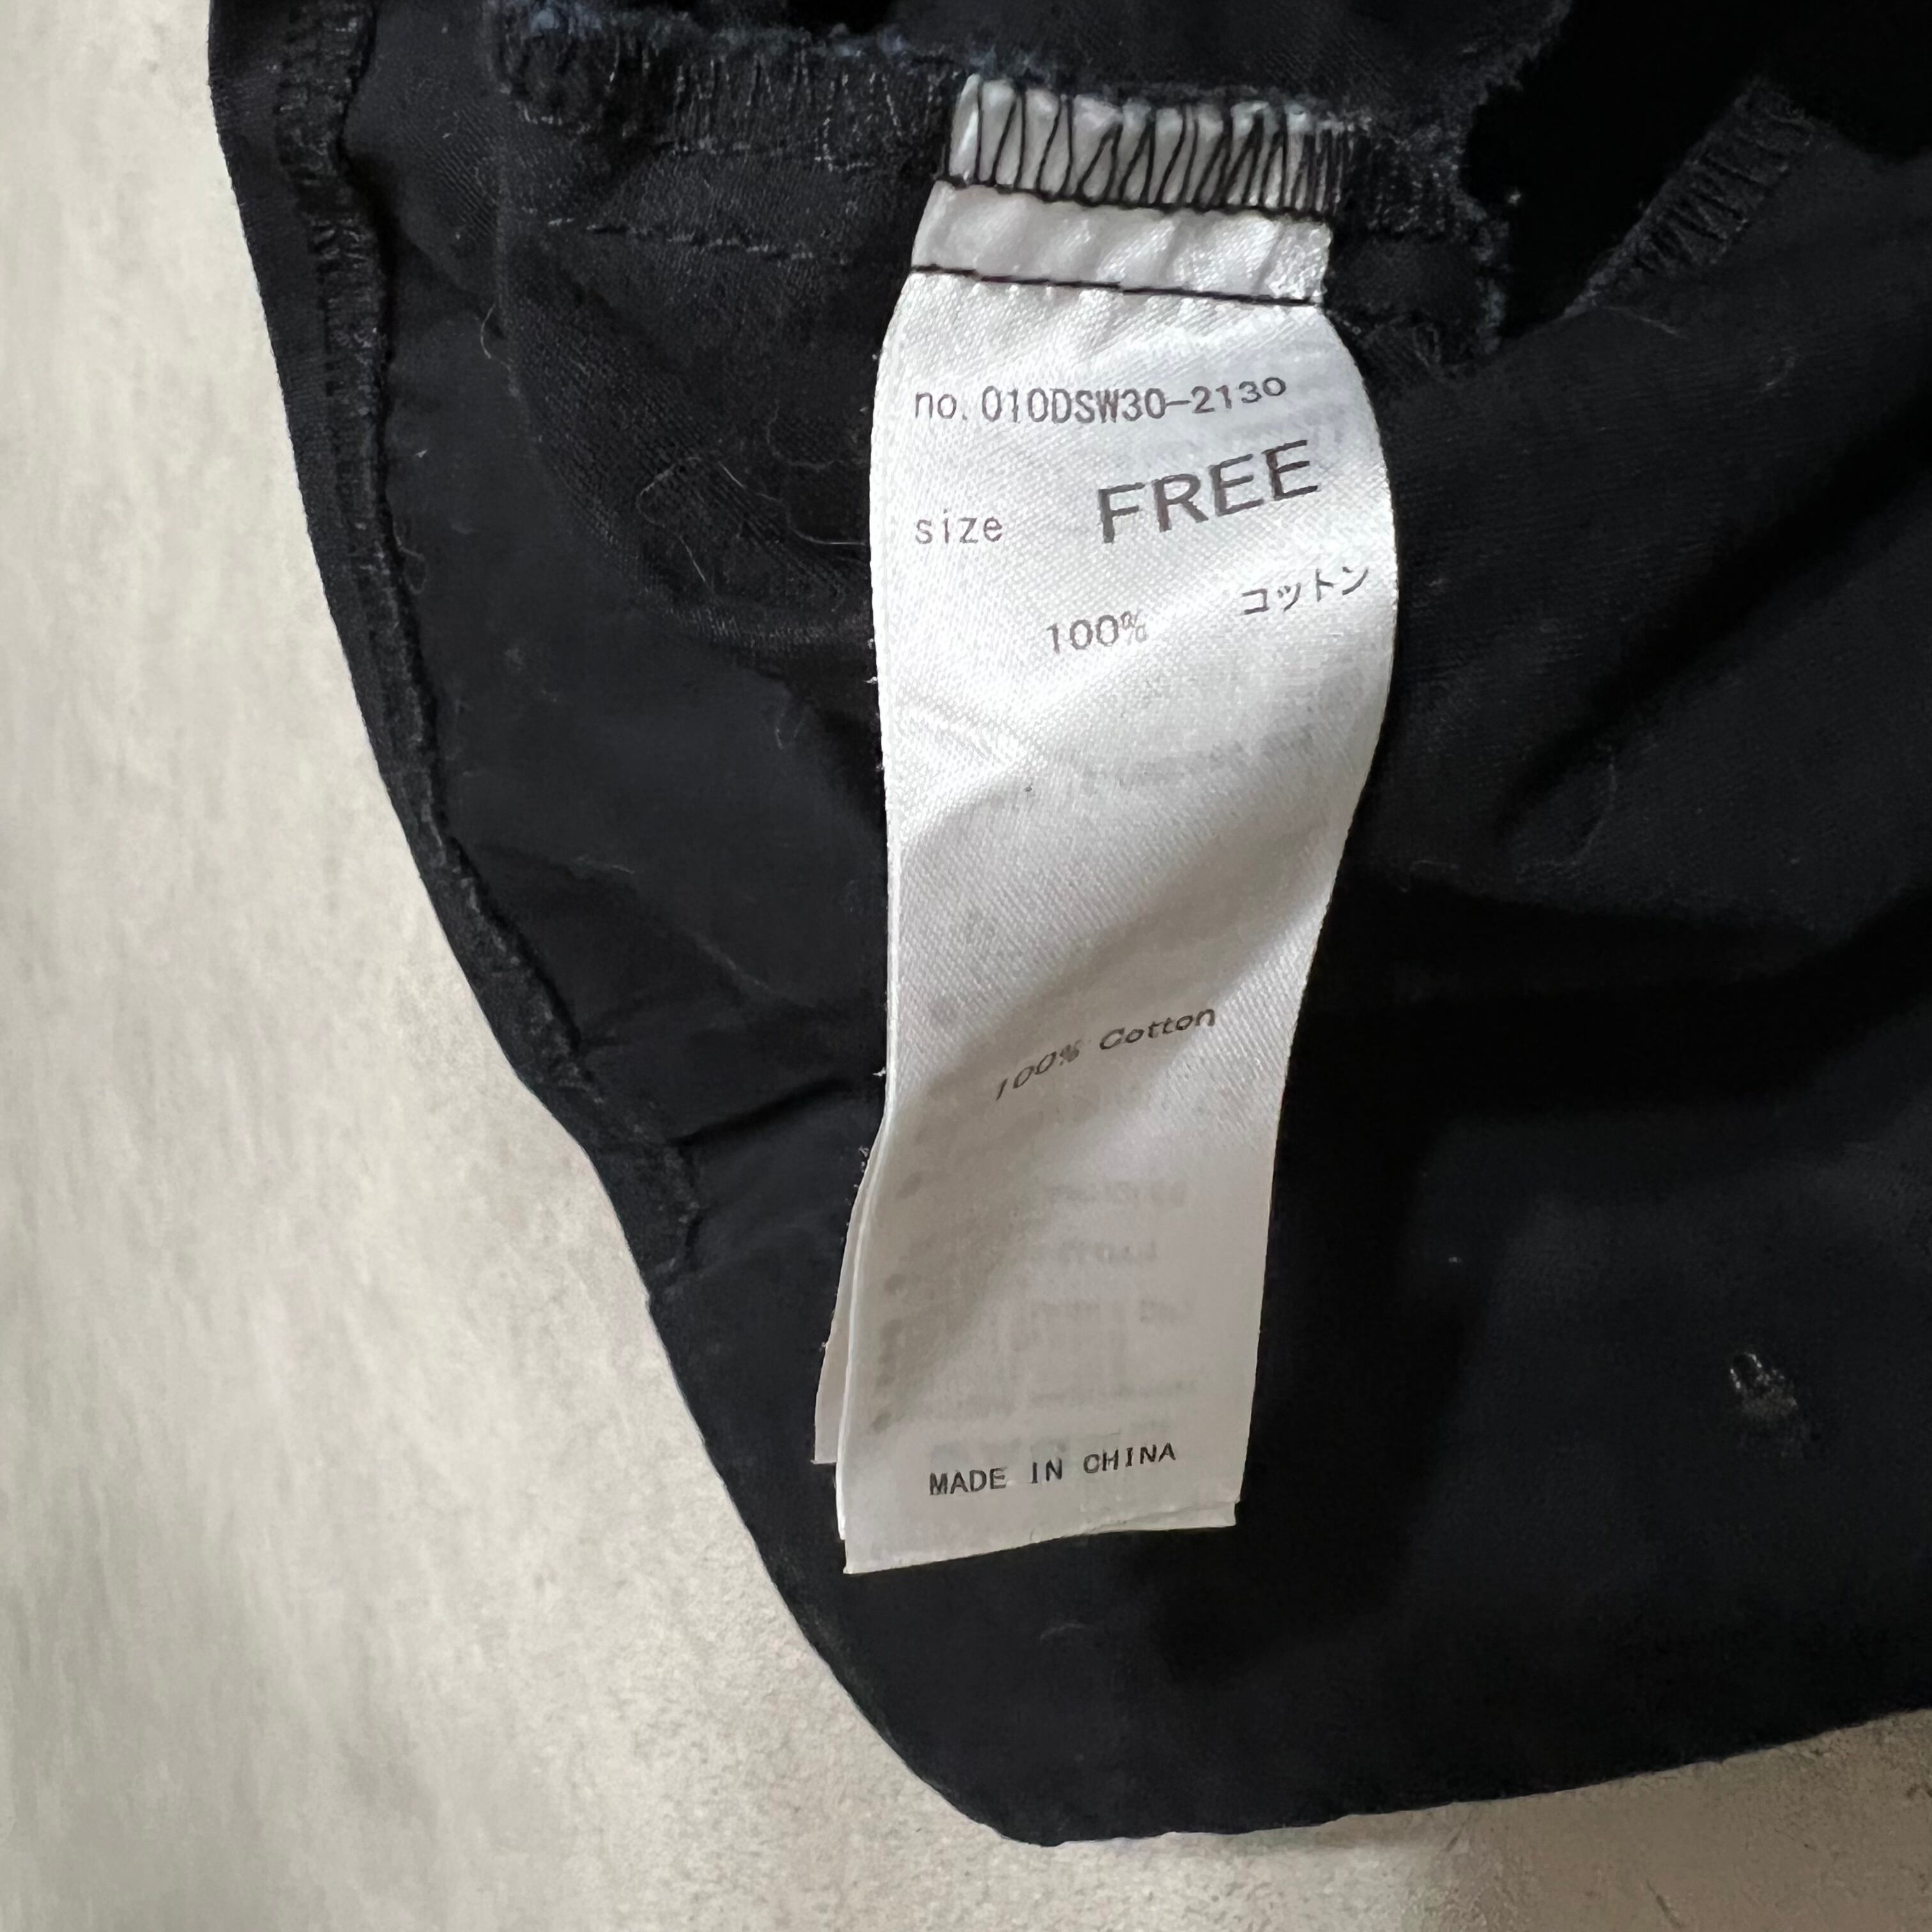 no. 010DSW30-2130
size FREE
コットン
100%
100% Cotton
MADE IN CHINA